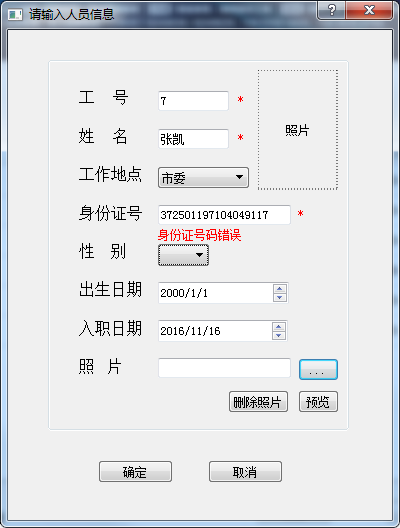 请输入人员信息
工 号 7 *
照片
姓 名 张凯 *
工作地点 市委
身份证号 372501197104049117 *
身份证号码错误
性 别
出生日期 2000/1/1
入职日期 2016/11/16
照 片 ...
删除照片 预览
确定 取消